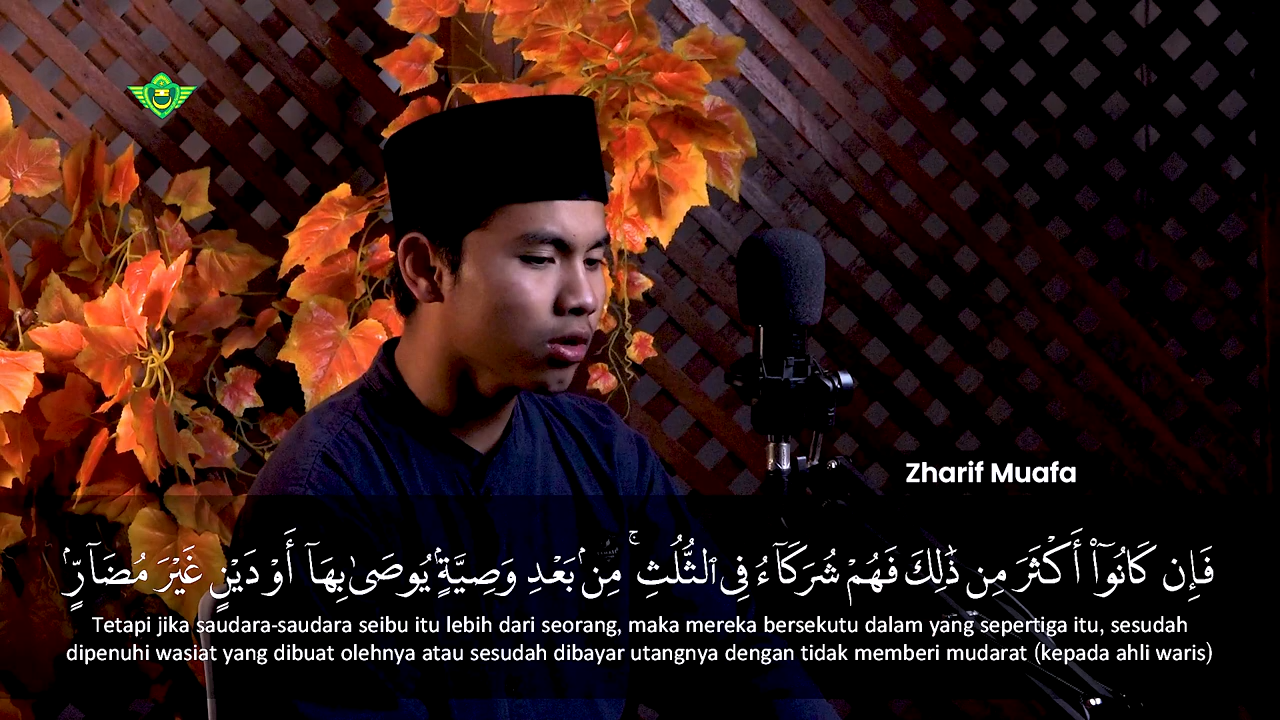 Zharif Muafa
فَإِن كَانُوٓا۟ أَكْثَرَ مِن ذَٰلِكَ فَهُمْ شُرَكَآءُ فِى ٱلثُّلُثِ ۚ مِنۢ بَعْدِ وَصِيَّةٍۢ يُوصَىٰ بِهَآ أَوْ دَيْنٍ غَيْرَ مُضَآرٍّۢ
Tetapi jika saudara-saudara seibu itu lebih dari seorang, maka mereka bersekutu dalam yang sepertiga itu, sesudah
dipenuhi wasiat yang dibuat olehnya atau sesudah dibayar utangnya dengan tidak memberi mudarat (kepada ahli waris)